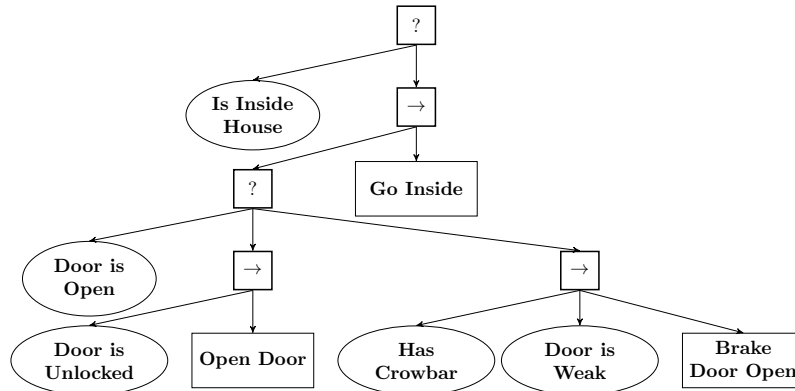 ?
Is Inside
House
→
?
Go Inside
Door is
Open
→
→
Door is
Unlocked
Open Door
Has
Crowbar
Door is
Weak
Brake
Door Open